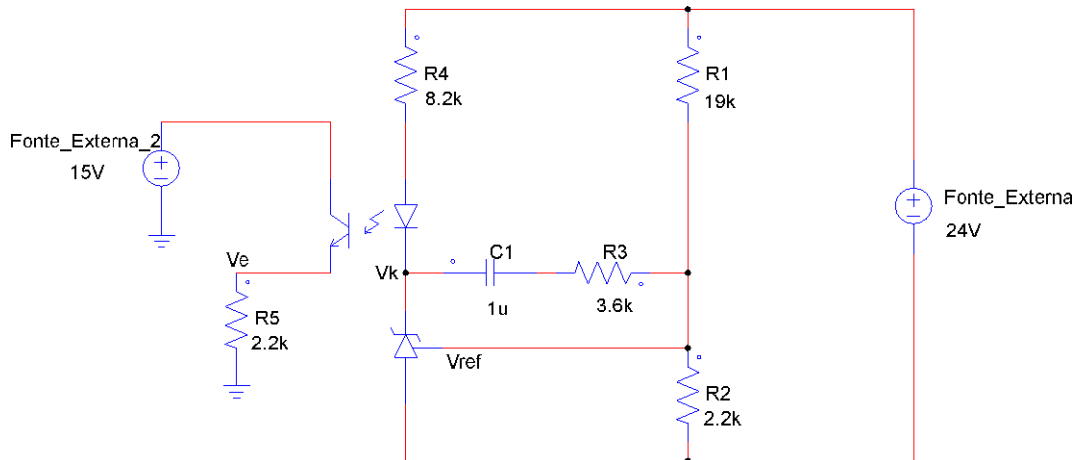 R4
8.2k
R1
19k
Fonte_Externa_2
15V
Fonte_Externa
24V
Ve
Vk
C1
1u
R3
3.6k
R5
2.2k
Vref
R2
2.2k